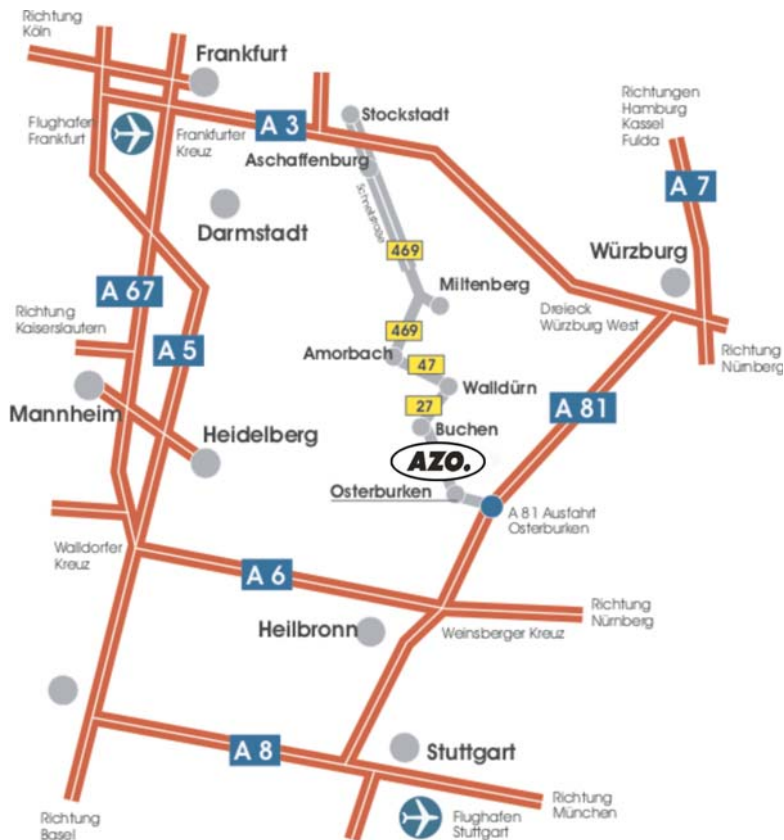 Richtung
Köln
Frankfurt
Flughafen
Frankfurt
Frankfurter
Kreuz
A 3
Stockstadt
Aschaffenburg
Schnellstraße
Richtungen
Hamburg
Kassel
Fulda
A 7
Darmstadt
469
Würzburg
A 67
Miltenberg
Dreieck
Würzburg West
Richtung
Kaiserslautern
A 5
469
Amorbach
47
Richtung
Nürnberg
Walldürn
A 81
Mannheim
27
Buchen
Heidelberg
AZO.
Osterburken
A 81 Ausfahrt
Osterburken
Walldorfer
Kreuz
A 6
Richtung
Nürnberg
Heilbronn
Weinsberger Kreuz
A 8
Stuttgart
Richtung
München
Richtung
Basel
Flughafen
Stuttgart